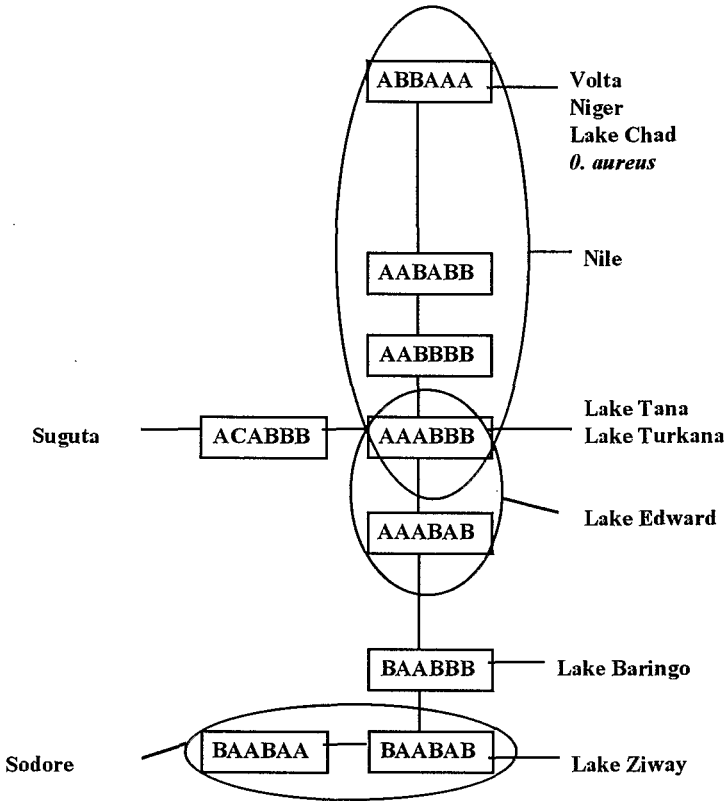 ABBAAA
Volta
Niger
Lake Chad
0. aureus
Nile
AABABB
AABBBB
Lake Tana
Suguta
ACABBB
AAABBB
Lake Turkana
Lake Edward
AAABAB
BAABBB
Lake Baringo
Sodore
BAABAA
BAABAB
Lake Ziway